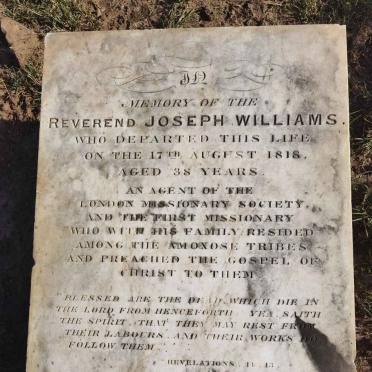 IN
MEMORY OF THE
REVEREND JOSEPH WILLIAMS.
WHO DEPARTED THIS LIFE
ON THE 17TH AUGUST 1818.
AGED 38 YEARS.
AN AGENT OF THE
LONDON MISSIONARY SOCIETY,
AND THE FIRST MISSIONARY
WHO WITH HIS FAMILY, RESIDED
AMONG THE AMOXOSE TRIBES
AND PREACHED THE GOSPEL OF
CHRIST TO THEM
"BLESSED ARE THE DEAD, WHICH DIE IN
THE LORD FROM HENCEFORTH YEA, SAITH
THE SPIRIT, THAT THEY MAY REST FROM
THEIR LABOURS, AND THEIR WORKS DO
FOLLOW THEM"
REVELATIONS. 14. 13.